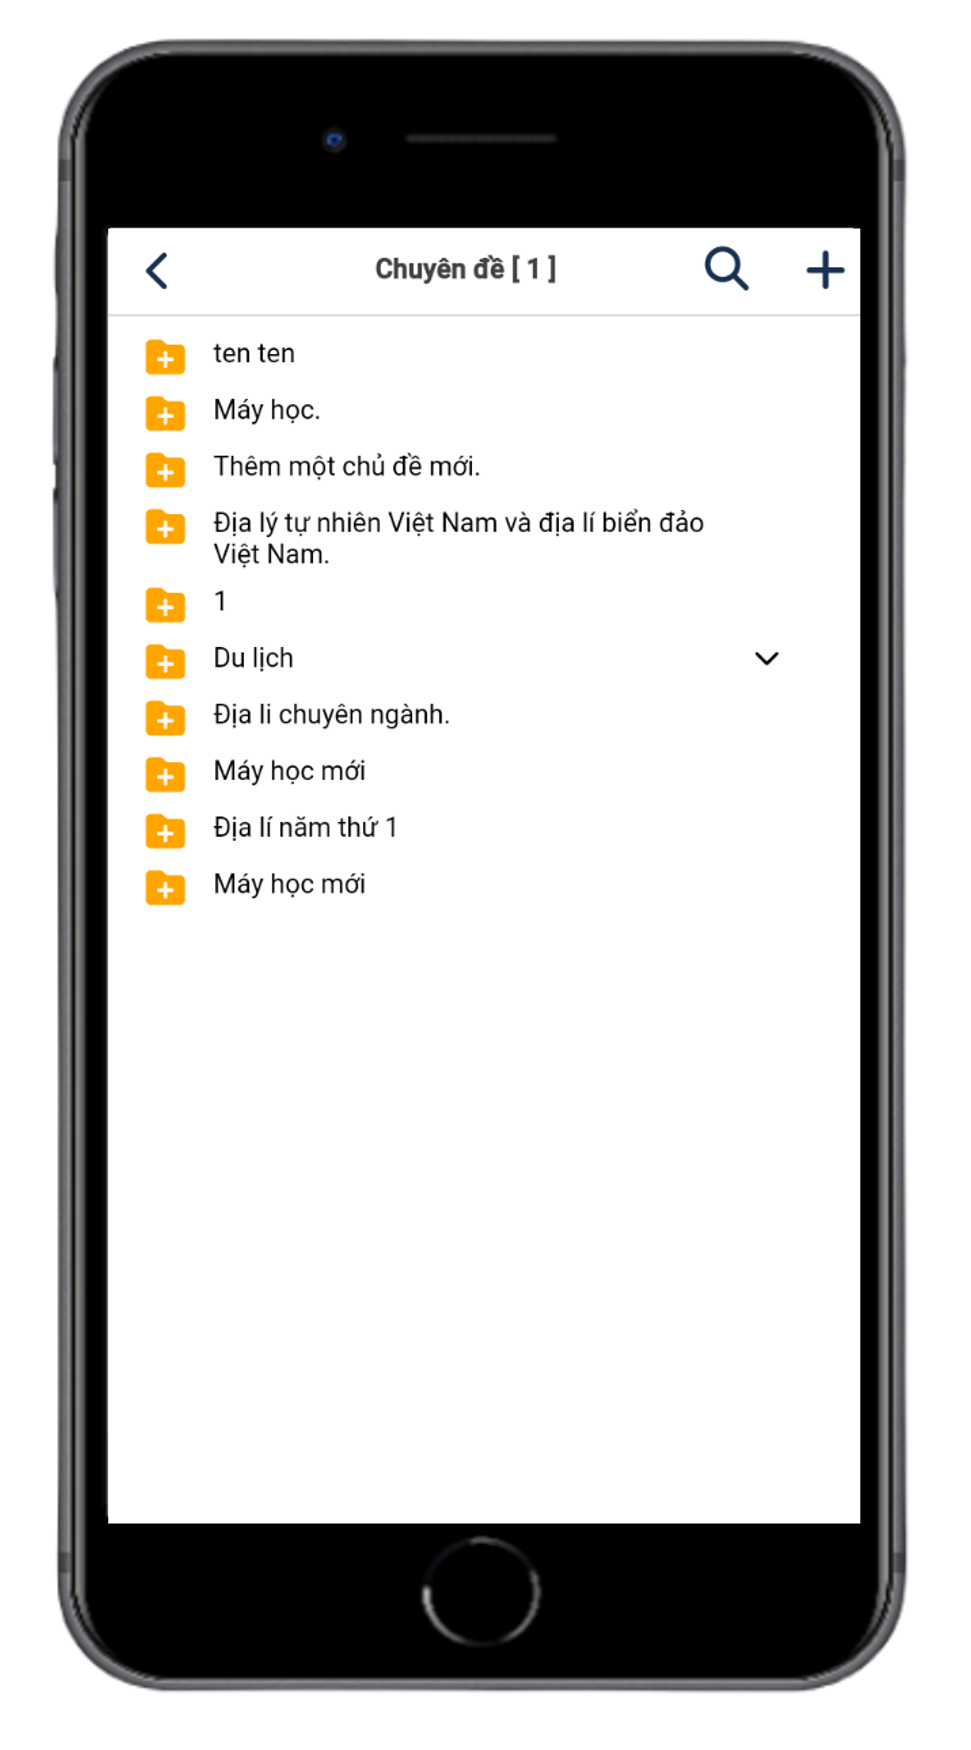 Chuyên đề [ 1 ]
ten ten
Máy học.
Thêm một chủ đề mới.
Địa lý tự nhiên Việt Nam và địa lí biển đảo
Việt Nam.
1
Du lịch
Địa li chuyên ngành.
Máy học mới
Địa lí năm thứ 1
Máy học mới